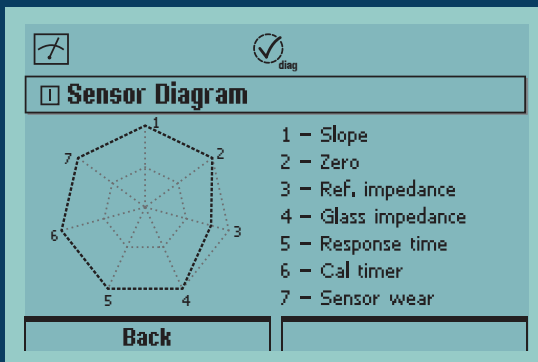 diag
I Sensor Diagram
1
2
3
4
5
6
7
1 – Slope
2 – Zero
3 – Ref. impedance
4 – Glass impedance
5 – Response time
6 – Cal timer
7 – Sensor wear
Back